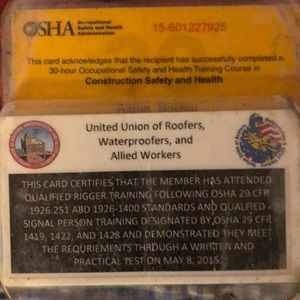 OSHA
Occupational
Safety and Health
Administration
15-601227925
This card acknowledges that the recipient has successfully completed a
30-hour Occupational Safety and Health Training Course in
Construction Safety and Health
United Union of Roofers,
Waterproofers, and
Allied Workers
THIS CARD CERTIFIES THAT THE MEMBER HAS ATTENDED
QUALIFIED RIGGER TRAINING FOLLOWING OSHA 29 CFR
1926.251 ABD 1926-1400 STANDARDS AND QUALFIED
SIGNAL PERSON TRAINING DESIGNATED BY OSHA 29 CFR
1419, 1422, AND 1428 AND DEMONSTRATED THEY MEET
THE REQUIREMENTS THROUGH A WRITTEN AND
PRACTICAL TEST ON MAY 8, 2015.